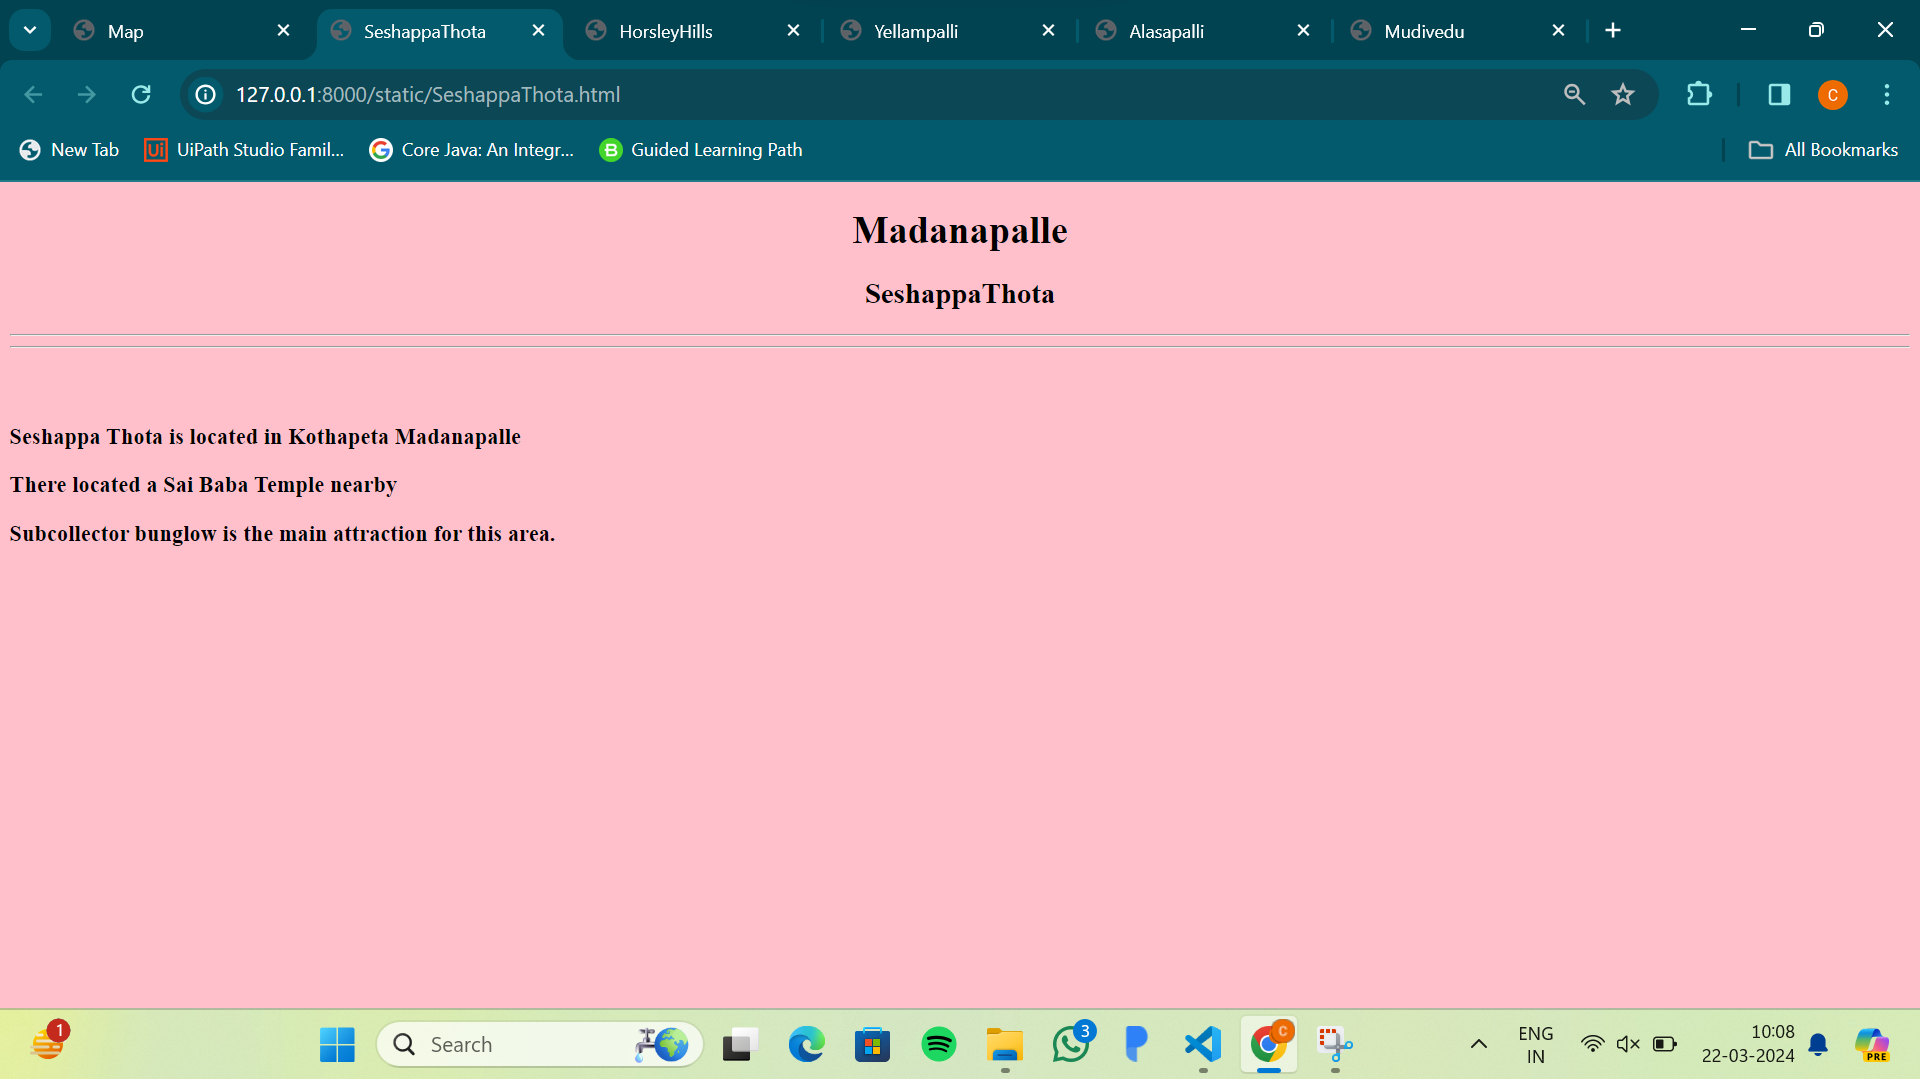 Map
SeshappaThota
HorsleyHills
Yellampalli
Alasapalli
Mudivedu
127.0.0.1:8000/static/SeshappaThota.html
C
New Tab
Ui
UiPath Studio Famil...
Core Java: An Integr...
B
Guided Learning Path
All Bookmarks
Madanapalle
SeshappaThota
Seshappa Thota is located in Kothapeta Madanapalle
There located a Sai Baba Temple nearby
Subcollector bunglow is the main attraction for this area.
1
Search
3
C
ENG
IN
10:08
22-03-2024
PRE